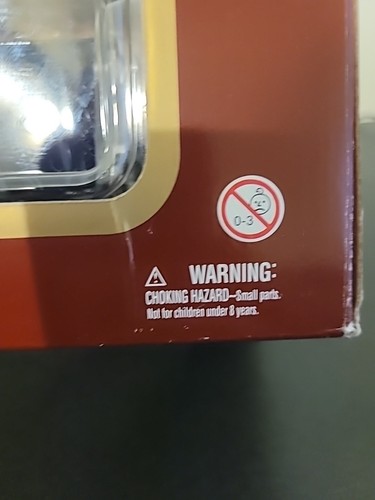 0-3
WARNING:
CHOKING HAZARD–Small parts.
Not for children under 8 years.